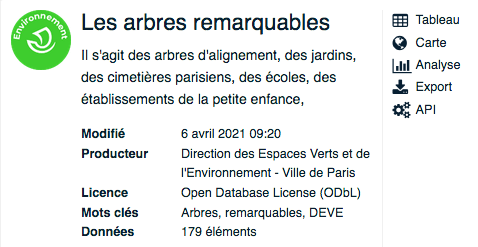 Environnement
Les arbres remarquables
Il s'agit des arbres d'alignement, des jardins,
des cimetières parisiens, des écoles, des
établissements de la petite enfance,
Modifié 6 avril 2021 09:20
Producteur Direction des Espaces Verts et de
l'Environnement - Ville de Paris
Licence Open Database License (ODbL)
Mots clés Arbres, remarquables, DEVE
Données 179 éléments
Tableau
Carte
Analyse
Export
API